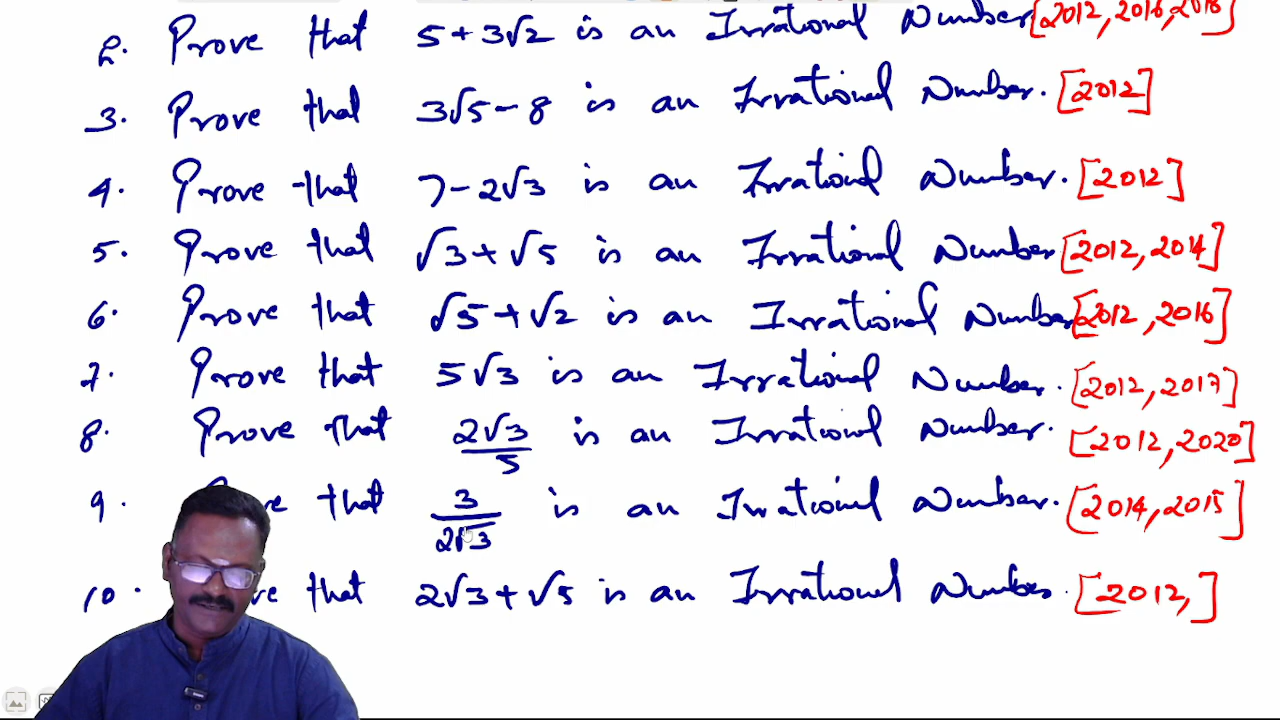 2. Prove that 5+3√2 is an Irrational Number [2012, 2016, 2018]
3. Prove that 3√5-8 is an Irrational Number. [2012]
4. Prove that 7-2√3 is an Irrational Number. [2012]
5. Prove that √3+√5 is an Irrational Number [2012, 2014]
6. Prove that √5+√2 is an Irrational Number [2012, 2016]
7. Prove that 5√3 is an Irrational Number. [2012, 2017]
8. Prove that 2√3/5 is an Irrational Number. [2012, 2020]
9. that 3/2√3 is an Irrational Number. [2014, 2015]
10. that 2√3+√5 is an Irrational Number. [2012,]